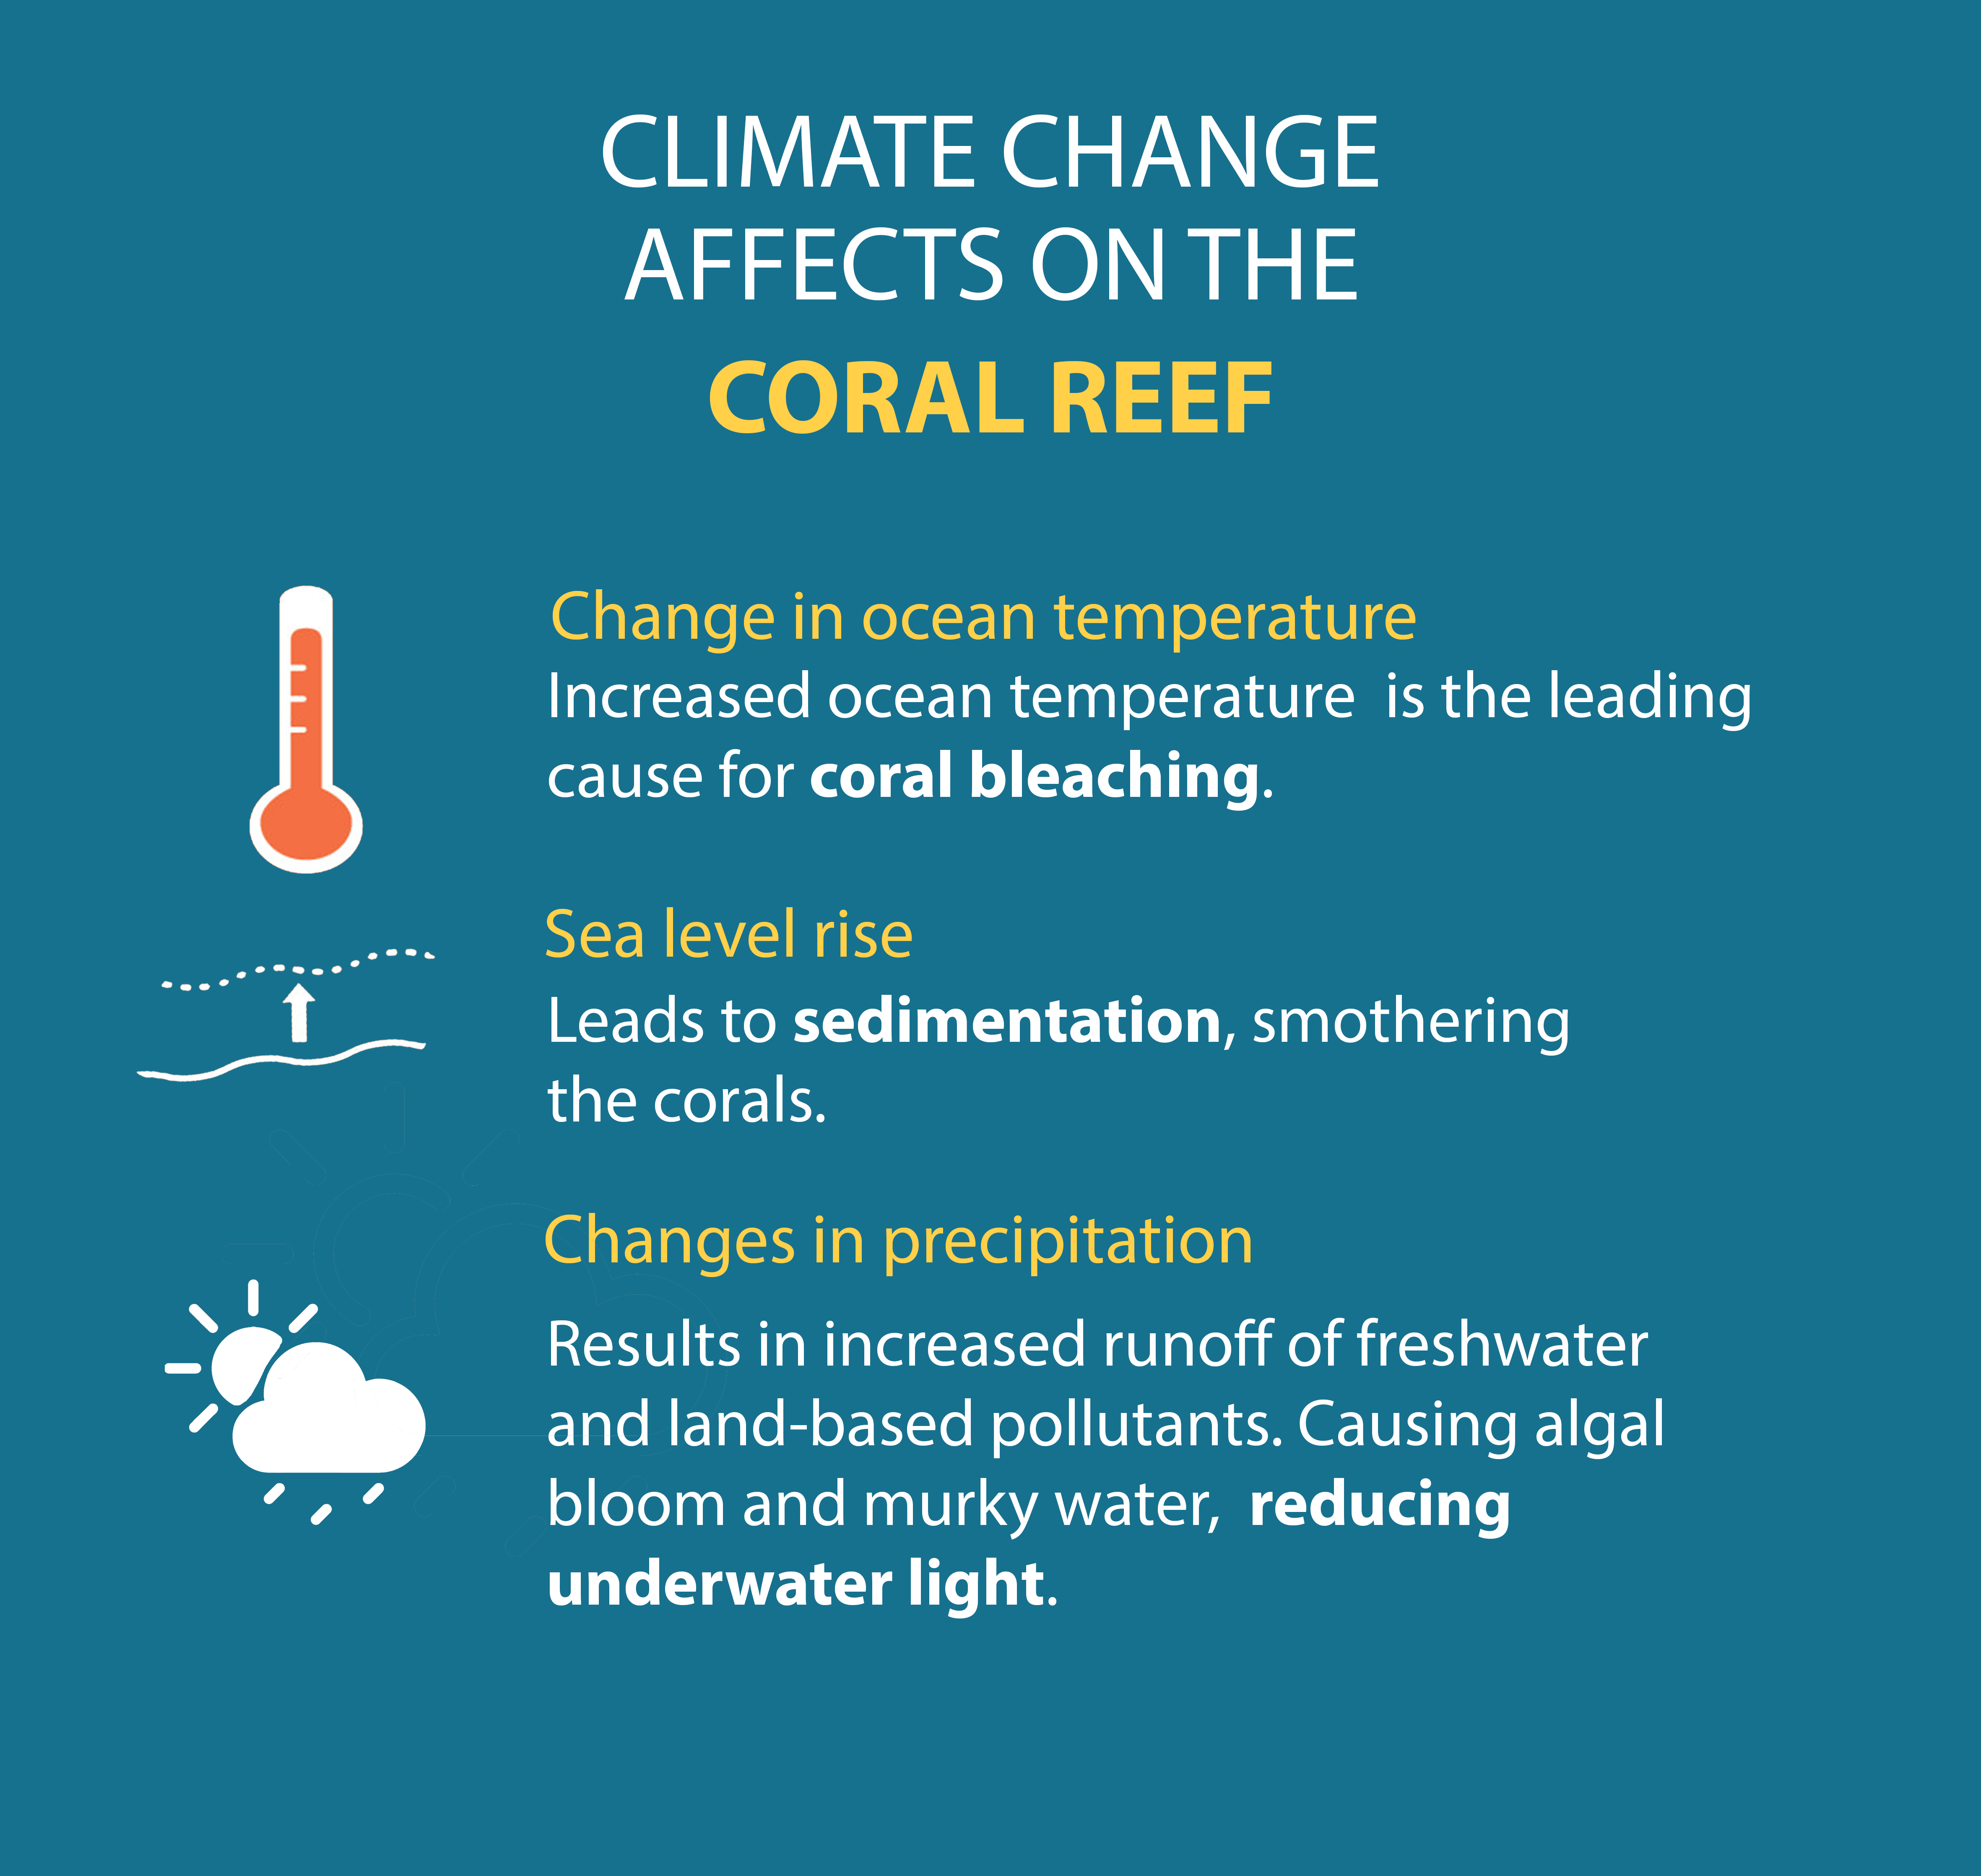 CLIMATE CHANGE
AFFECTS ON THE
CORAL REEF
Change in ocean temperature
Increased ocean temperature  is the leading
cause for coral bleaching.
Sea level rise
Leads to sedimentation, smothering
the corals.
Changes in precipitation
Results in increased runoff of freshwater
and land-based pollutants. Causing algal
bloom and murky water,  reducing
underwater light.